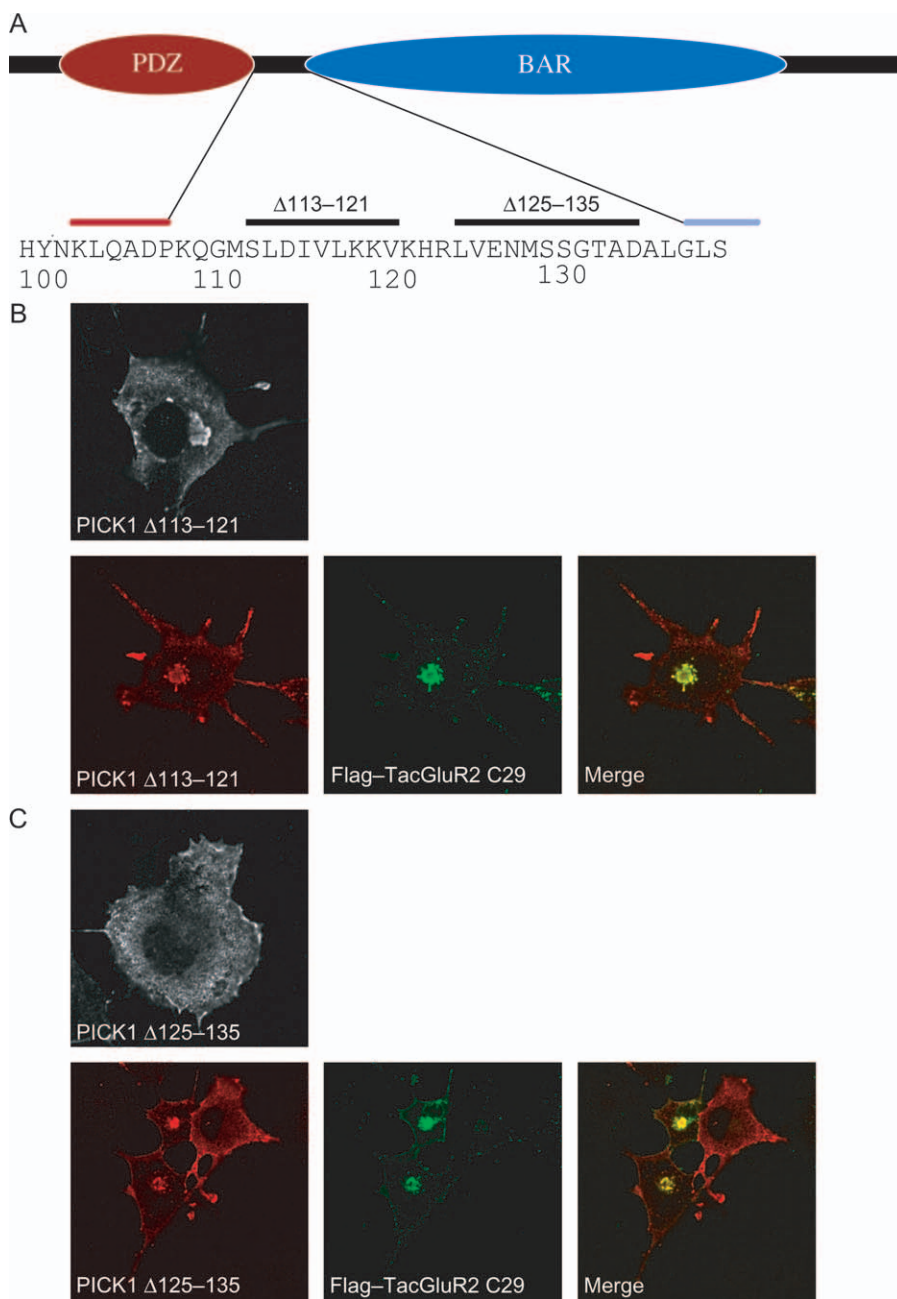 A
PDZ
BAR
Δ113–121
Δ125–135
HYNKLQADPKQGMSLDIVLKKVKHRLVENMSSGTADALGLS
100 110 120 130
B
PICK1 Δ113–121
PICK1 Δ113–121
Flag–TacGluR2 C29
Merge
C
PICK1 Δ125–135
PICK1 Δ125–135
Flag–TacGluR2 C29
Merge